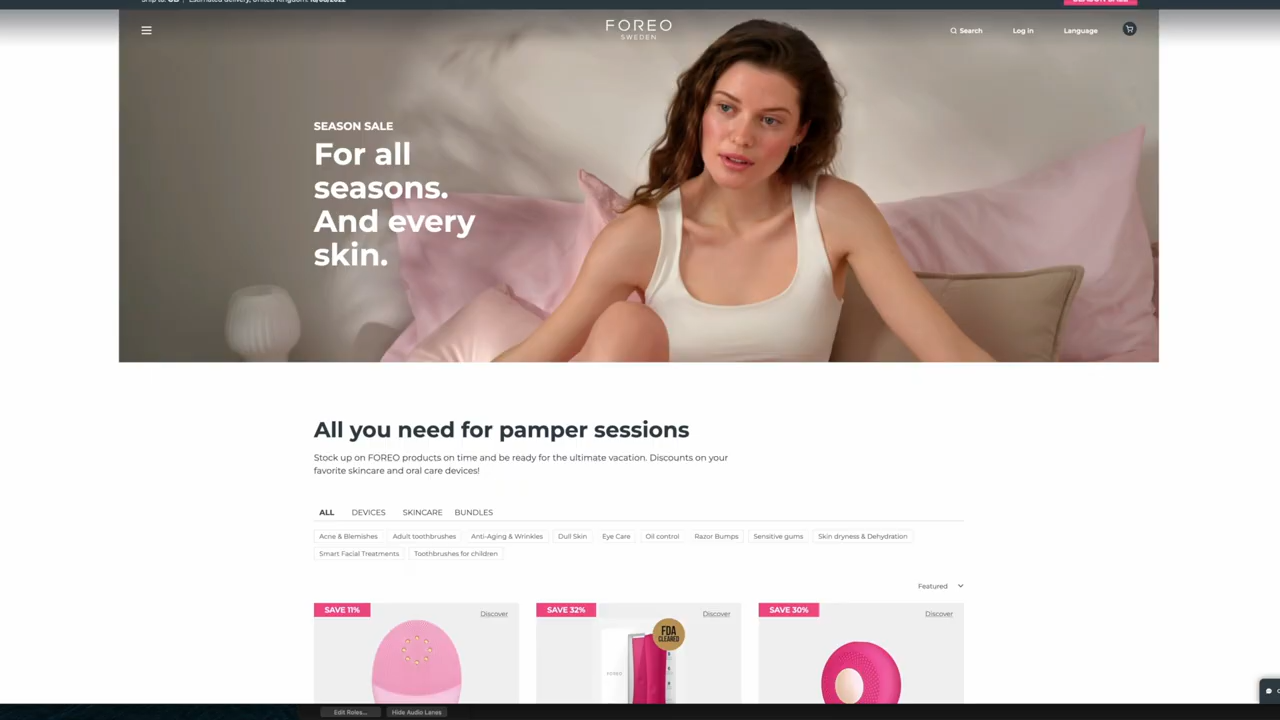 FOREO
SWEDEN
Search
Log in
Language
SEASON SALE
For all
seasons.
And every
skin.
All you need for pamper sessions
Stock up on FOREO products on time and be ready for the ultimate vacation. Discounts on your
favorite skincare and oral care devices!
ALL DEVICES SKINCARE BUNDLES
Acne & Blemishes Adult toothbrushes Anti-Aging & Wrinkles Dull Skin Eye Care Oil control Razor Bumps Sensitive gums Skin dryness & Dehydration
Smart Facial Treatments Toothbrushes for children
Featured
SAVE 11% Discover SAVE 32% Discover SAVE 30% Discover
FDA
CLEARED
FOREO
Edit Roles... Hide Audio Lanes